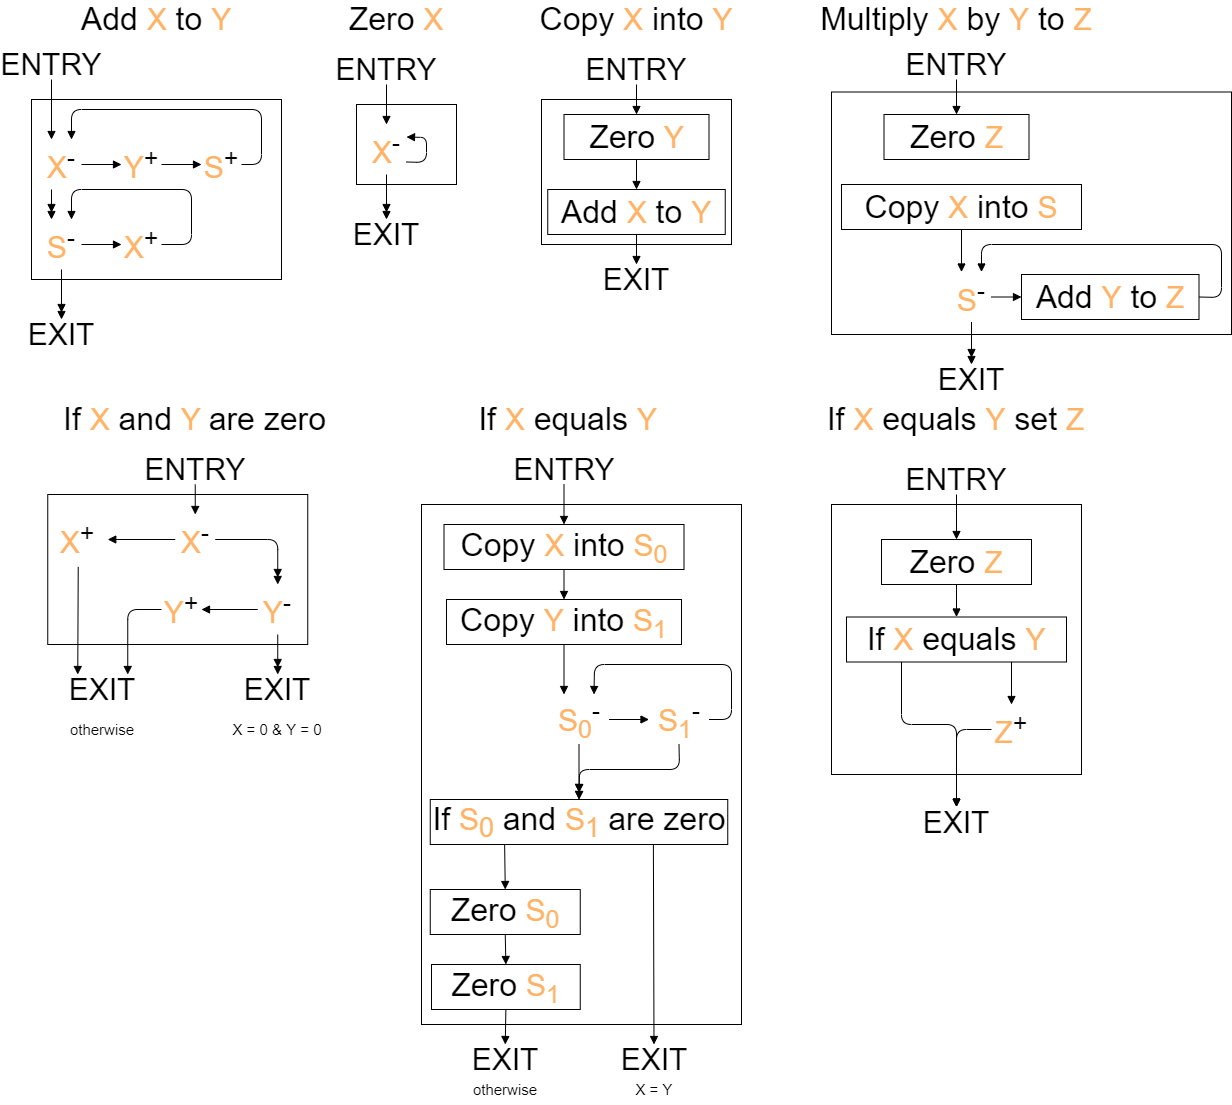 Add X to Y
ENTRY
X- Y+ S+
S- X+
EXIT
Zero X
ENTRY
X-
EXIT
Copy X into Y
ENTRY
Zero Y
Add X to Y
EXIT
Multiply X by Y to Z
ENTRY
Zero Z
Copy X into S
S- Add Y to Z
EXIT
If X and Y are zero
ENTRY
X+ X-
Y+ Y-
EXIT EXIT
otherwise X = 0 & Y = 0
If X equals Y
ENTRY
Copy X into S0
Copy Y into S1
S0- S1-
If S0 and S1 are zero
Zero S0
Zero S1
EXIT EXIT
otherwise X = Y
If X equals Y set Z
ENTRY
Zero Z
If X equals Y
Z+
EXIT